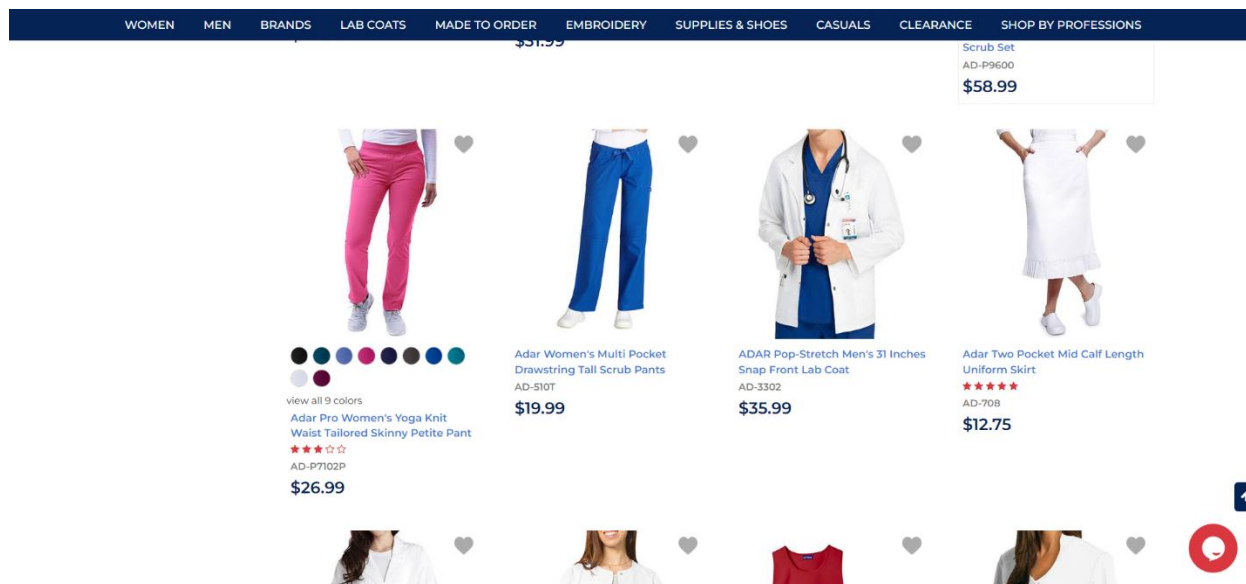 WOMEN MEN BRANDS LAB COATS MADE TO ORDER EMBROIDERY SUPPLIES & SHOES CASUALS CLEARANCE SHOP BY PROFESSIONS
$31.99
Scrub Set
AD-P9600
$58.99
view all 9 colors
Adar Pro Women's Yoga Knit
Waist Tailored Skinny Petite Pant
AD-P7102P
$26.99
Adar Women's Multi Pocket
Drawstring Tall Scrub Pants
AD-510T
$19.99
ADAR Pop-Stretch Men's 31 Inches
Snap Front Lab Coat
AD-3302
$35.99
Adar Two Pocket Mid Calf Length
Uniform Skirt
AD-708
$12.75